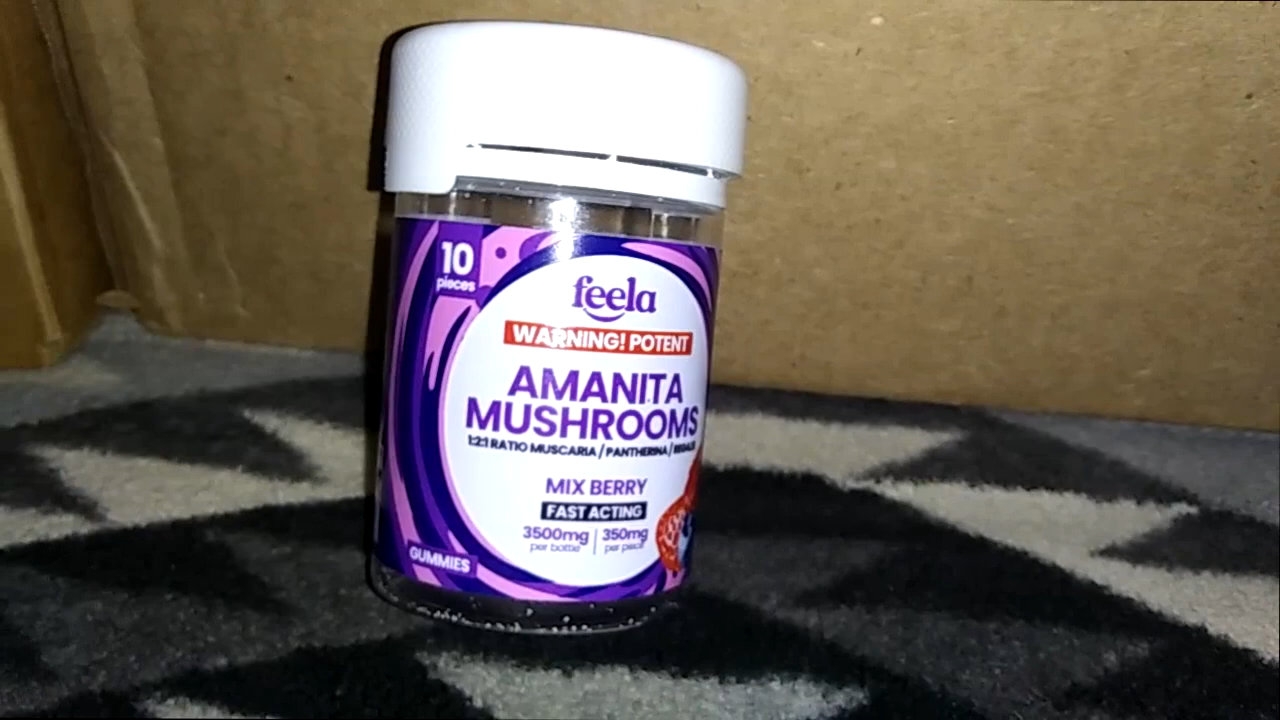 10
pieces
feela
WARNING! POTENT
AMANITA
MUSHROOMS
1:2:1 RATIO MUSCARIA / PANTHERINA / REGALIS
MIX BERRY
FAST ACTING
3500mg | 350mg
per bottle | per piece
GUMMIES